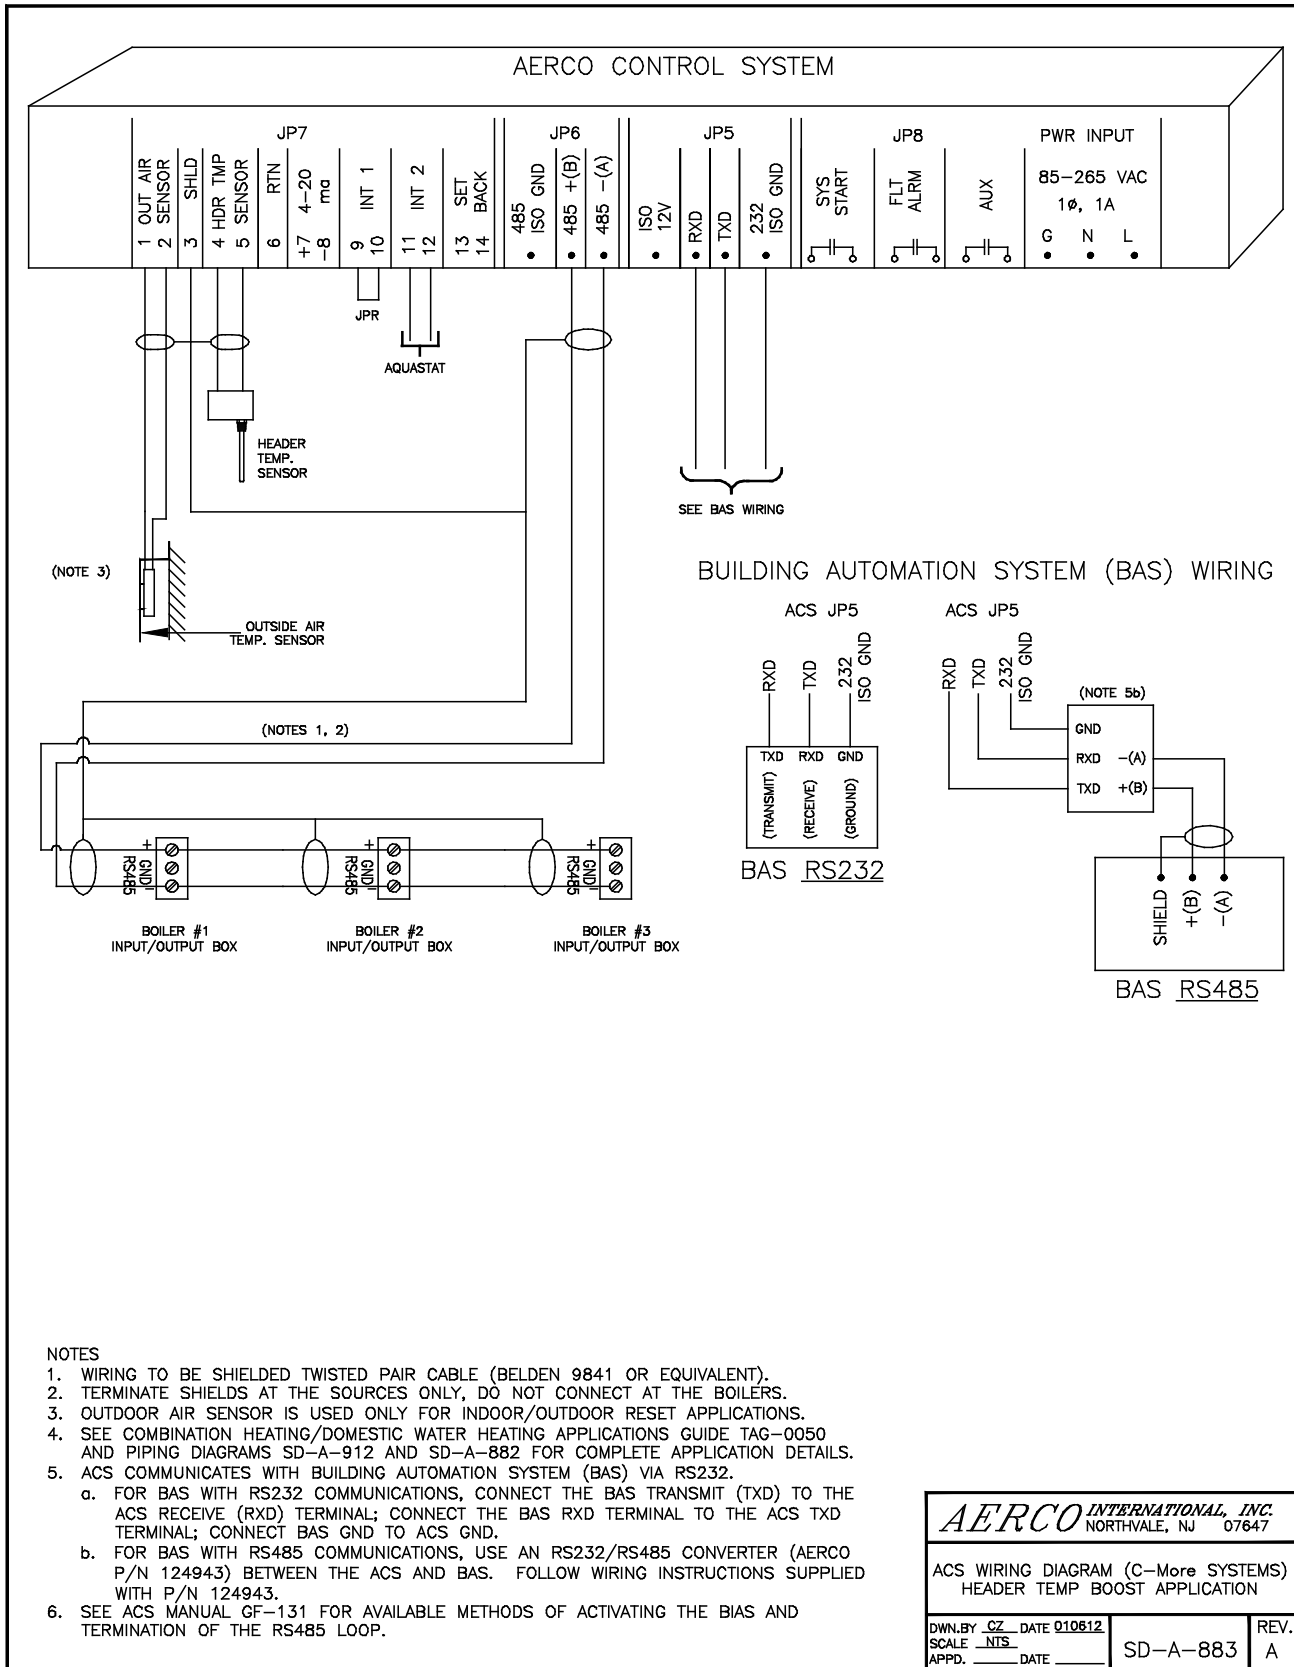 AERCO CONTROL SYSTEM
JP7
JP6
JP5
JP8
PWR INPUT
1 OUT AIR
2 SENSOR
3 SHLD
4 HDR TMP
5 SENSOR
6 RTN
+7 4-20
-8 ma
9 INT 1
10
11 INT 2
12
13 SET
14 BACK
485
ISO GND
485 +(B)
485 -(A)
ISO
12V
RXD
TXD
232
ISO GND
SYS
START
FLT
ALRM
AUX
85-265 VAC
1ø, 1A
G N L
JPR
AQUASTAT
HEADER
TEMP.
SENSOR
SEE BAS WIRING
(NOTE 3)
OUTSIDE AIR
TEMP. SENSOR
BUILDING AUTOMATION SYSTEM (BAS) WIRING
ACS JP5
RXD
TXD
232
ISO GND
TXD RXD GND
(TRANSMIT)
(RECEIVE)
(GROUND)
BAS RS232
ACS JP5
RXD
TXD
232
ISO GND
(NOTE 5b)
GND
RXD -(A)
TXD +(B)
SHIELD
+(B)
-(A)
BAS RS485
(NOTES 1, 2)
+ GND -
RS485
+ GND -
RS485
+ GND -
RS485
BOILER #1
INPUT/OUTPUT BOX
BOILER #2
INPUT/OUTPUT BOX
BOILER #3
INPUT/OUTPUT BOX
NOTES
1. WIRING TO BE SHIELDED TWISTED PAIR CABLE (BELDEN 9841 OR EQUIVALENT).
2. TERMINATE SHIELDS AT THE SOURCES ONLY, DO NOT CONNECT AT THE BOILERS.
3. OUTDOOR AIR SENSOR IS USED ONLY FOR INDOOR/OUTDOOR RESET APPLICATIONS.
4. SEE COMBINATION HEATING/DOMESTIC WATER HEATING APPLICATIONS GUIDE TAG-0050
AND PIPING DIAGRAMS SD-A-912 AND SD-A-882 FOR COMPLETE APPLICATION DETAILS.
5. ACS COMMUNICATES WITH BUILDING AUTOMATION SYSTEM (BAS) VIA RS232.
a. FOR BAS WITH RS232 COMMUNICATIONS, CONNECT THE BAS TRANSMIT (TXD) TO THE
ACS RECEIVE (RXD) TERMINAL; CONNECT THE BAS RXD TERMINAL TO THE ACS TXD
TERMINAL; CONNECT BAS GND TO ACS GND.
b. FOR BAS WITH RS485 COMMUNICATIONS, USE AN RS232/RS485 CONVERTER (AERCO
P/N 124943) BETWEEN THE ACS AND BAS. FOLLOW WIRING INSTRUCTIONS SUPPLIED
WITH P/N 124943.
6. SEE ACS MANUAL GF-131 FOR AVAILABLE METHODS OF ACTIVATING THE BIAS AND
TERMINATION OF THE RS485 LOOP.
AERCO INTERNATIONAL, INC.
NORTHVALE, NJ 07647
ACS WIRING DIAGRAM (C-More SYSTEMS)
HEADER TEMP BOOST APPLICATION
DWN.BY CZ DATE 010612
SCALE NTS
APPD. DATE
SD-A-883
REV.
A